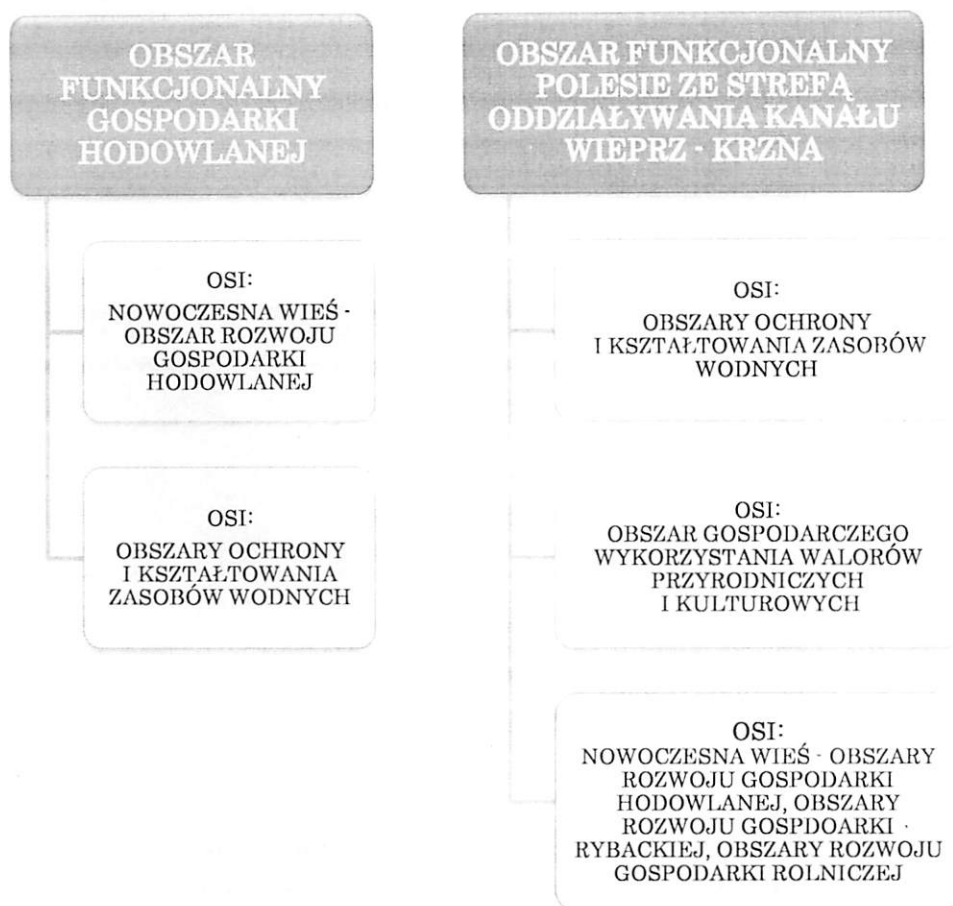 OBSZAR
FUNKCJONALNY
GOSPODARKI
HODOWLANEJ
OSI:
NOWOCZESNA WIEŚ -
OBSZAR ROZWOJU
GOSPODARKI
HODOWLANEJ
OSI:
OBSZARY OCHRONY
I KSZTAŁTOWANIA
ZASOBÓW WODNYCH
OBSZAR FUNKCJONALNY
POLESIE ZE STREFĄ
ODDZIAŁYWANIA KANAŁU
WIEPRZ - KRZNA
OSI:
OBSZARY OCHRONY
I KSZTAŁTOWANIA ZASOBÓW
WODNYCH
OSI:
OBSZAR GOSPODARCZEGO
WYKORZYSTANIA WALORÓW
PRZYRODNICZYCH
I KULTUROWYCH
OSI:
NOWOCZESNA WIEŚ - OBSZARY
ROZWOJU GOSPODARKI
HODOWLANEJ, OBSZARY
ROZWOJU GOSPDOARKI -
RYBACKIEJ, OBSZARY ROZWOJU
GOSPODARKI ROLNICZEJ